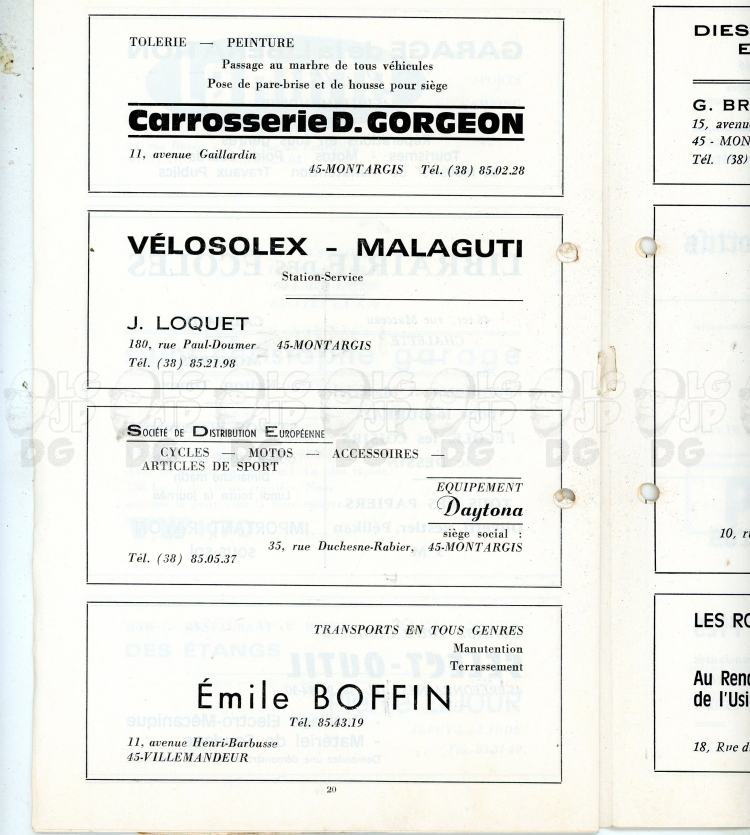 TOLERIE — PEINTURE
Passage au marbre de tous véhicules
Pose de pare-brise et de housse pour siège
Carrosserie D. GORGEON
11, avenue Gaillardin
45-MONTARGIS Tél. (38) 85.02.28
VÉLOSOLEX - MALAGUTI
Station-Service
J. LOQUET
180, rue Paul-Doumer 45-MONTARGIS
Tél. (38) 85.21.98
SOCIÉTÉ DE DISTRIBUTION EUROPÉENNE
CYCLES — MOTOS — ACCESSOIRES —
ARTICLES DE SPORT
EQUIPEMENT
Daytona
siège social :
35, rue Duchesne-Rabier, 45-MONTARGIS
Tél. (38) 85.05.37
TRANSPORTS EN TOUS GENRES
Manutention
Terrassement
Émile BOFFIN
Tél. 85.43.19
11, avenue Henri-Barbusse
45-VILLEMANDEUR
20
DIES
E
G. BR
15, avenu
45 - MON
Tél. (38)
10, r
LES RO
Au Rend
de l'Usi
18, Rue d
LG JP DG